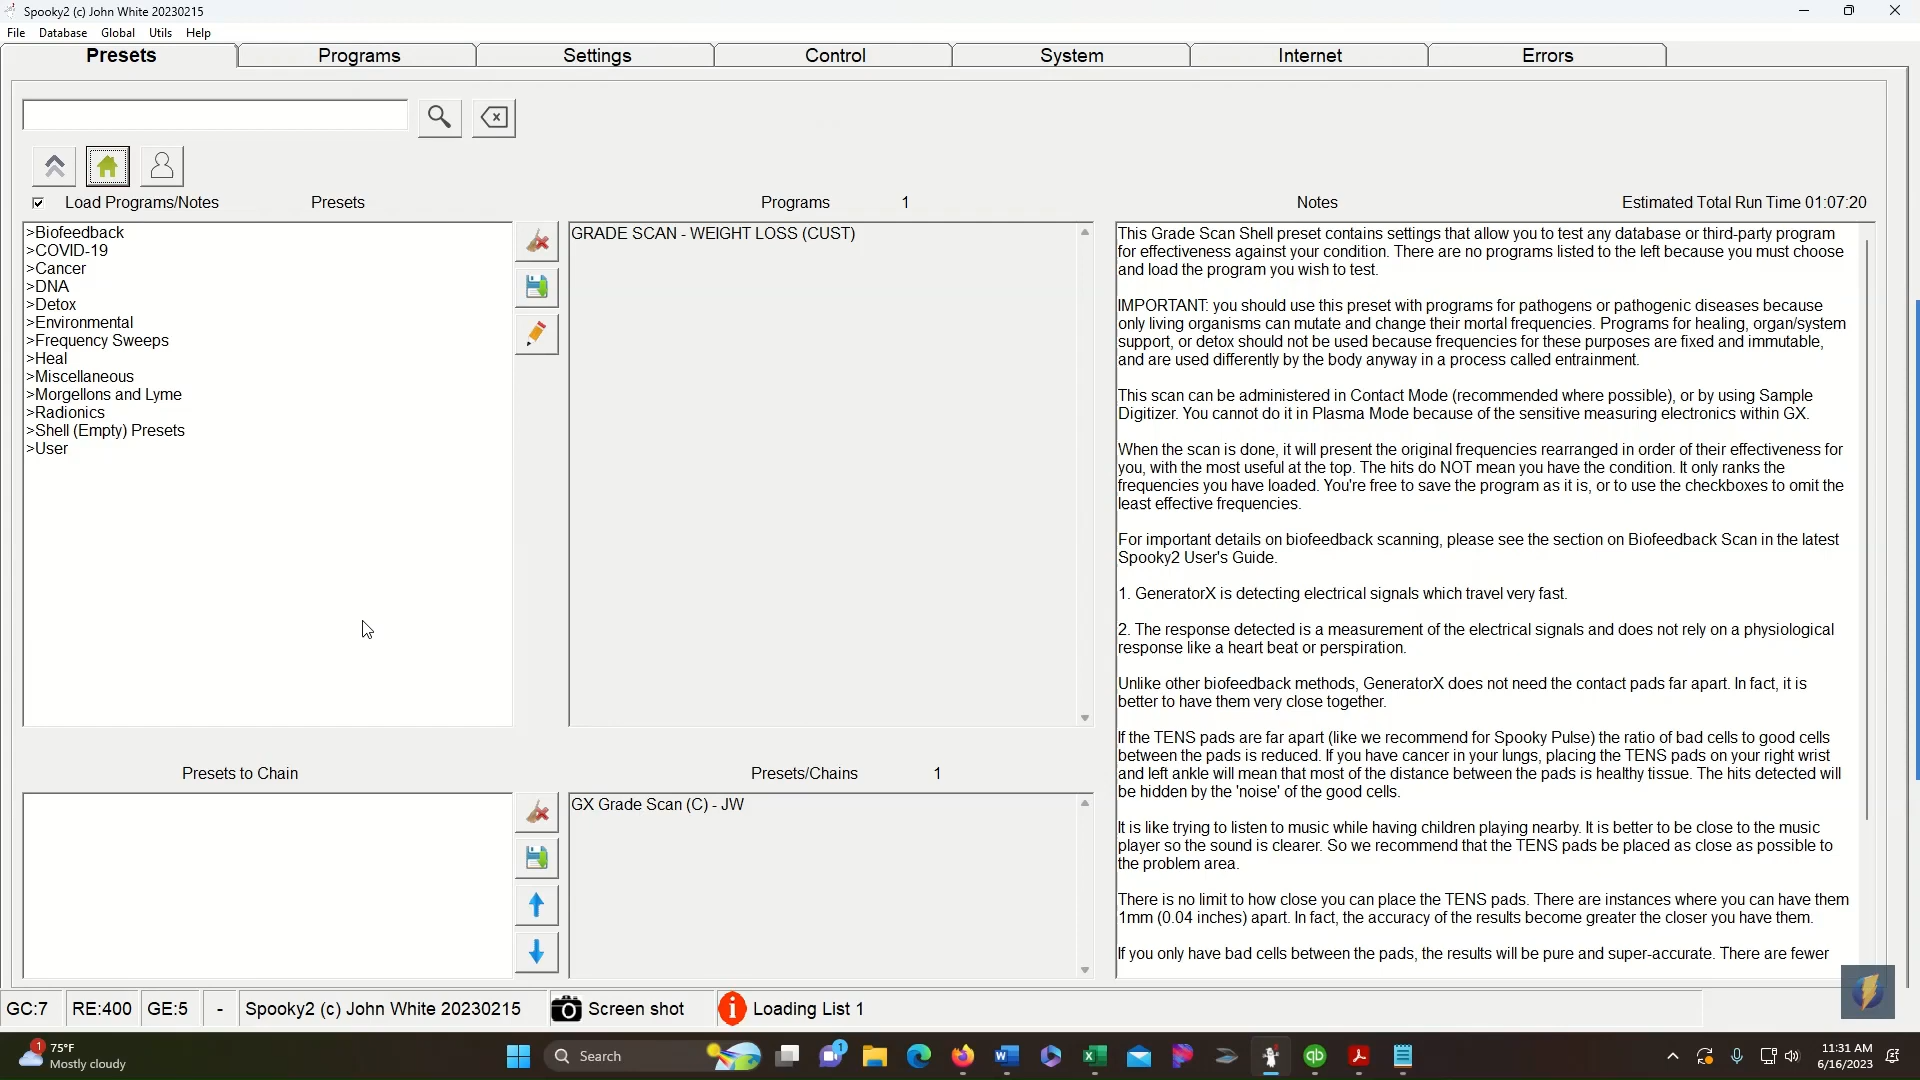 Spooky2 (c) John White 20230215
File Database Global Utils Help
Presets Programs Settings Control System Internet Errors
Load Programs/Notes Presets Programs 1 Notes Estimated Total Run Time 01:07:20
>Biofeedback
>COVID-19
>Cancer
>DNA
>Detox
>Environmental
>Frequency Sweeps
>Heal
>Miscellaneous
>Morgellons and Lyme
>Radionics
>Shell (Empty) Presets
>User
GRADE SCAN - WEIGHT LOSS (CUST)
This Grade Scan Shell preset contains settings that allow you to test any database or third-party program
for effectiveness against your condition. There are no programs listed to the left because you must choose
and load the program you wish to test.
IMPORTANT: you should use this preset with programs for pathogens or pathogenic diseases because
only living organisms can mutate and change their mortal frequencies. Programs for healing, organ/system
support, or detox should not be used because frequencies for these purposes are fixed and immutable,
and are used differently by the body anyway in a process called entrainment.
This scan can be administered in Contact Mode (recommended where possible), or by using Sample
Digitizer. You cannot do it in Plasma Mode because of the sensitive measuring electronics within GX.
When the scan is done, it will present the original frequencies rearranged in order of their effectiveness for
you, with the most useful at the top. The hits do NOT mean you have the condition. It only ranks the
frequencies you have loaded. You're free to save the program as it is, or to use the checkboxes to omit the
least effective frequencies.
For important details on biofeedback scanning, please see the section on Biofeedback Scan in the latest
Spooky2 User's Guide.
1. GeneratorX is detecting electrical signals which travel very fast.
2. The response detected is a measurement of the electrical signals and does not rely on a physiological
response like a heart beat or perspiration.
Unlike other biofeedback methods, GeneratorX does not need the contact pads far apart. In fact, it is
better to have them very close together.
If the TENS pads are far apart (like we recommend for Spooky Pulse) the ratio of bad cells to good cells
between the pads is reduced. If you have cancer in your lungs, placing the TENS pads on your right wrist
and left ankle will mean that most of the distance between the pads is healthy tissue. The hits detected will
be hidden by the 'noise' of the good cells.
It is like trying to listen to music while having children playing nearby. It is better to be close to the music
player so the sound is clearer. So we recommend that the TENS pads be placed as close as possible to
the problem area.
There is no limit to how close you can place the TENS pads. There are instances where you can have them
1mm (0.04 inches) apart. In fact, the accuracy of the results become greater the closer you have them.
If you only have bad cells between the pads, the results will be pure and super-accurate. There are fewer
Presets to Chain Presets/Chains 1
GX Grade Scan (C) - JW
GC:7 RE:400 GE:5 - Spooky2 (c) John White 20230215 Screen shot Loading List 1
1 75°F
Mostly cloudy
Search
1
11:31 AM
6/16/2023